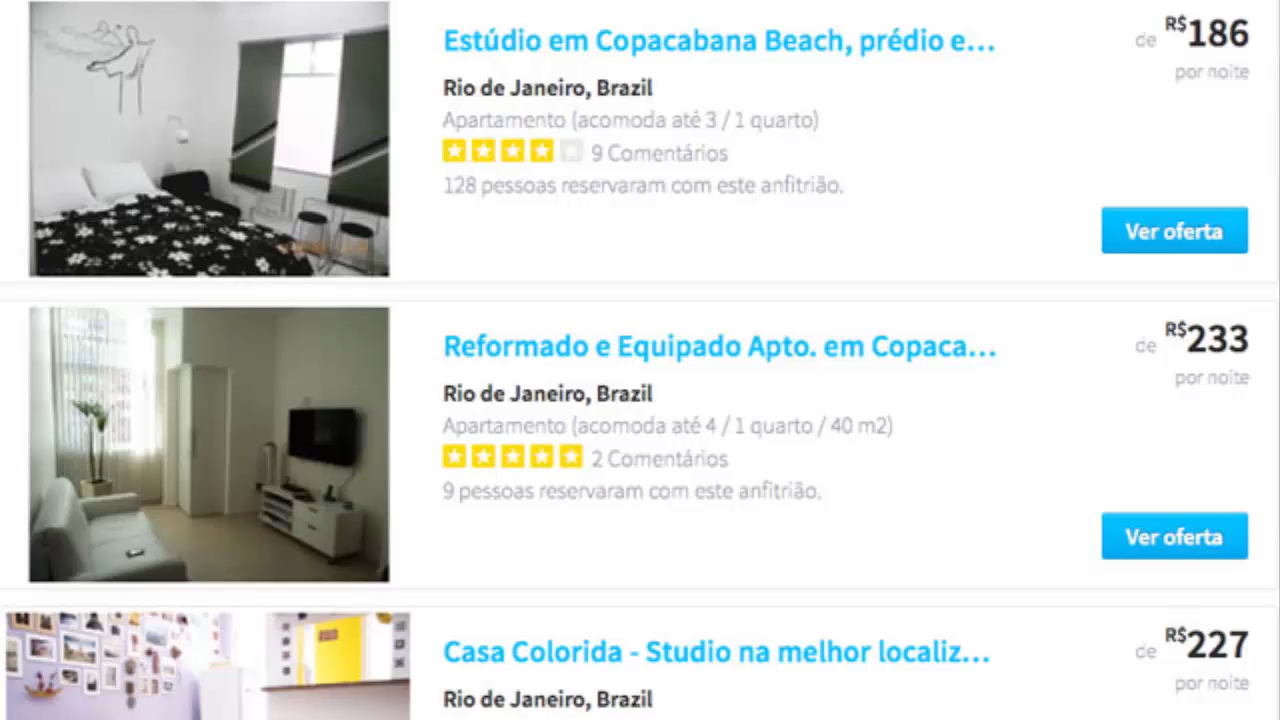 Estúdio em Copacabana Beach, prédio e...
de R$186
Rio de Janeiro, Brazil
por noite
Apartamento (acomoda até 3 / 1 quarto)
9 Comentários
128 pessoas reservaram com este anfitrião.
Ver oferta
Reformado e Equipado Apto. em Copaca...
de R$233
Rio de Janeiro, Brazil
por noite
Apartamento (acomoda até 4 / 1 quarto / 40 m2)
2 Comentários
9 pessoas reservaram com este anfitrião.
Ver oferta
Casa Colorida - Studio na melhor localiz...
de R$227
Rio de Janeiro, Brazil
por noite